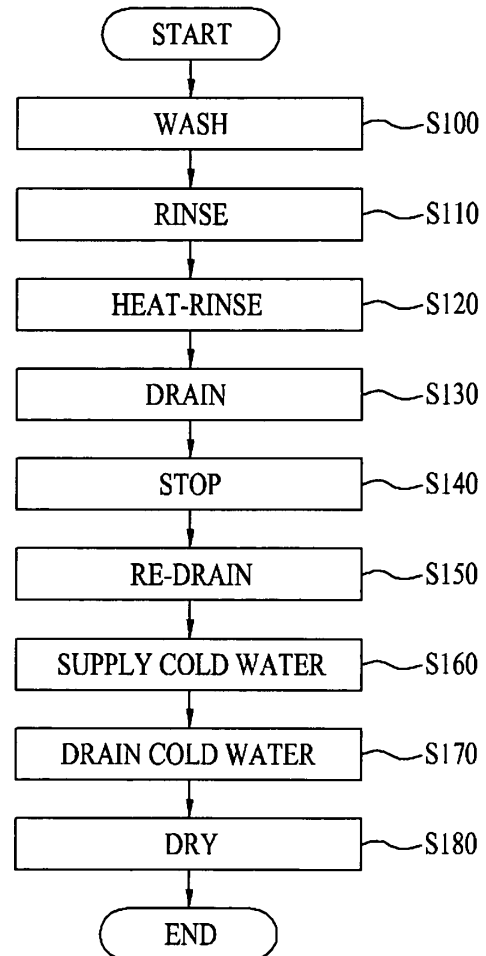 START
WASH S100
RINSE S110
HEAT-RINSE S120
DRAIN S130
STOP S140
RE-DRAIN S150
SUPPLY COLD WATER S160
DRAIN COLD WATER S170
DRY S180
END